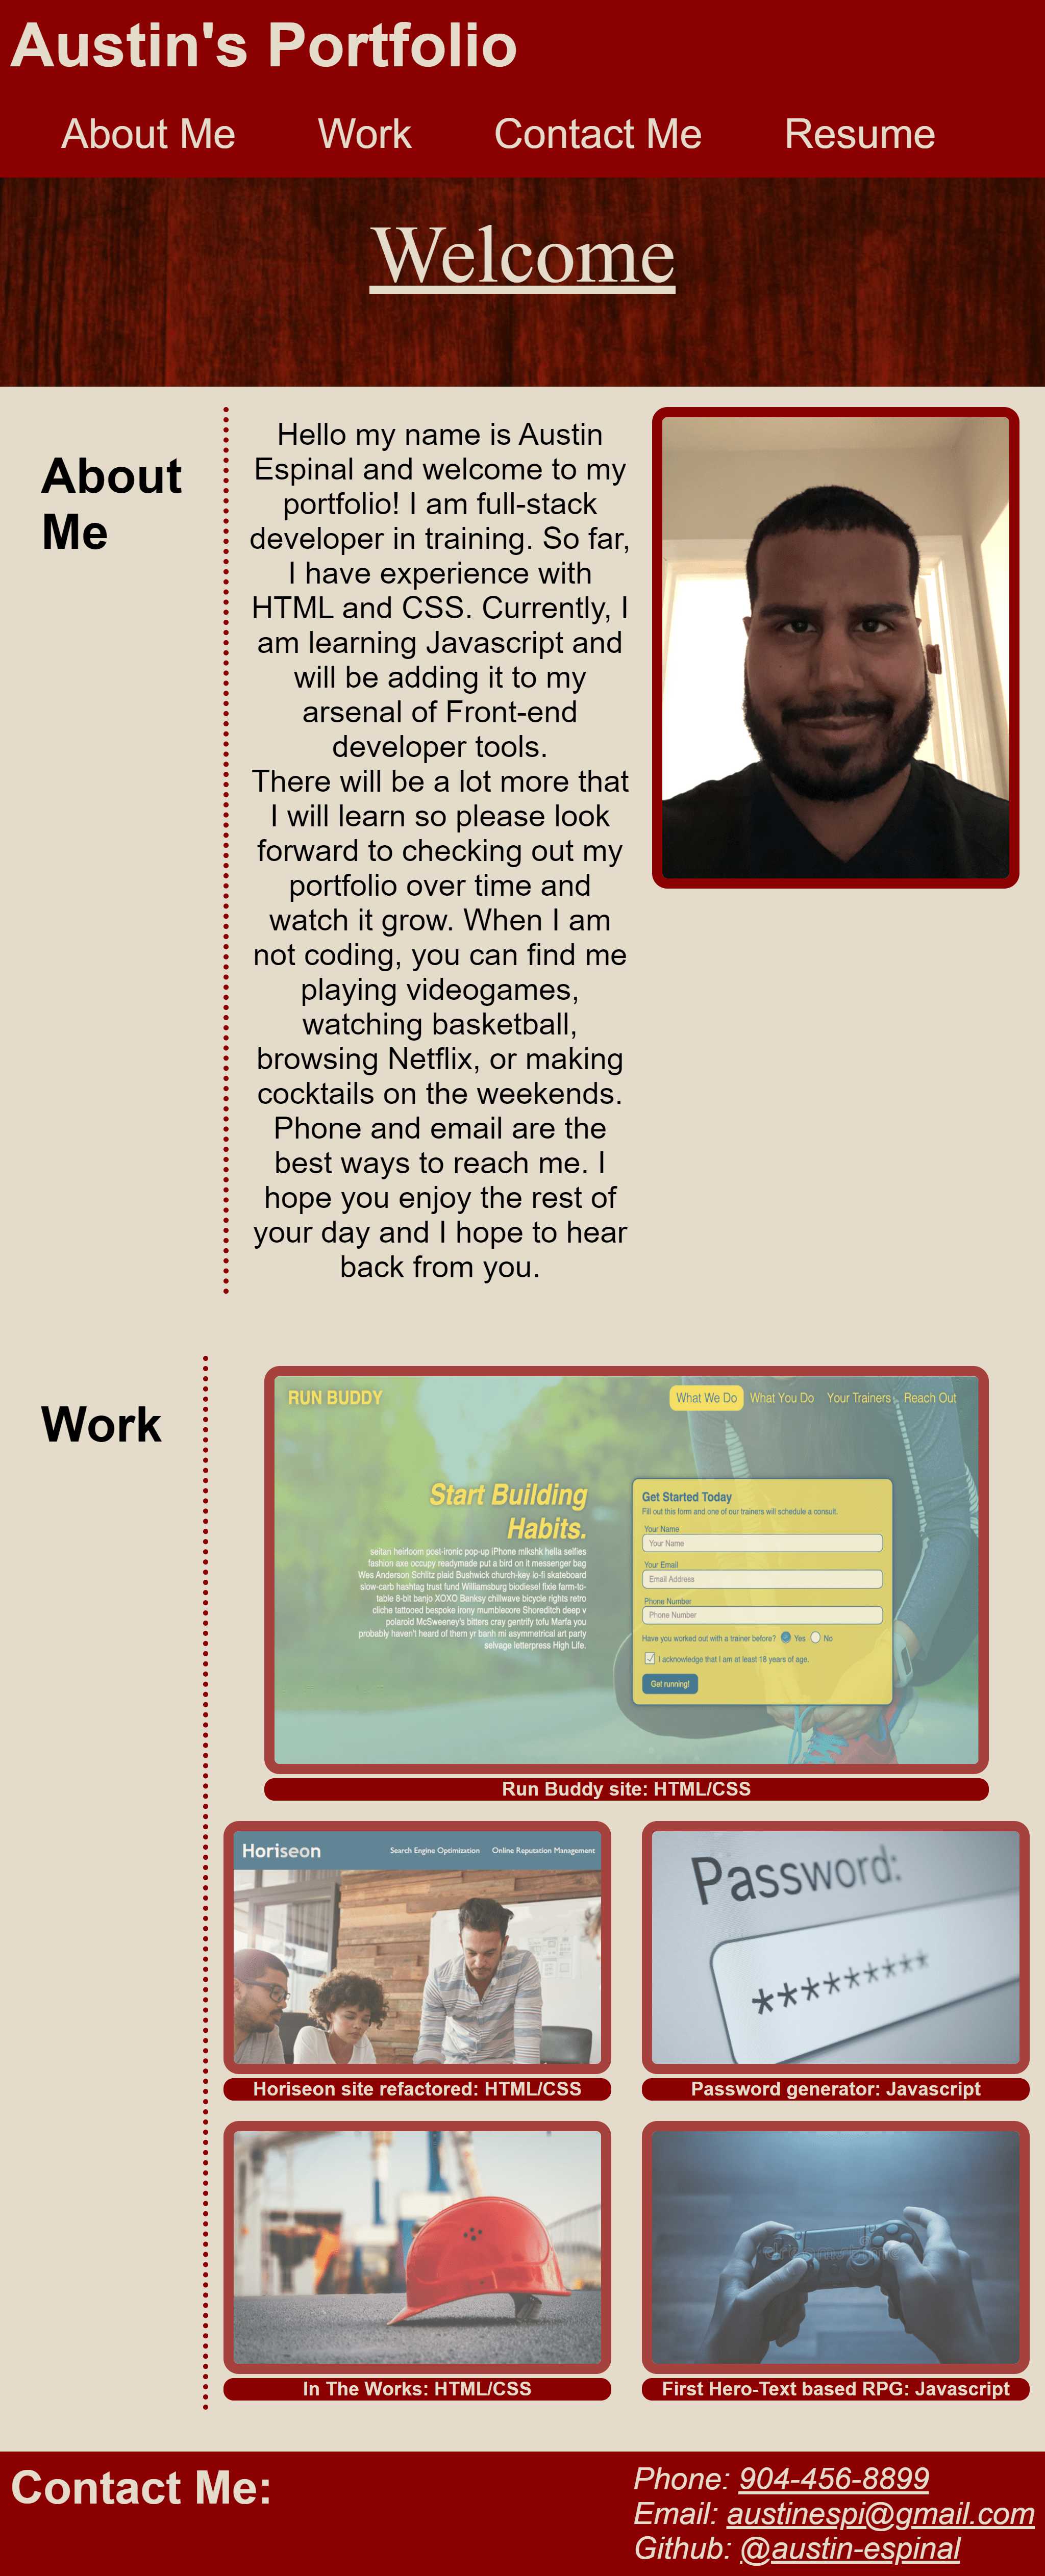 Austin's Portfolio
About Me Work Contact Me Resume
Welcome
About
Me
Hello my name is Austin
Espinal and welcome to my
portfolio! I am full-stack
developer in training. So far,
I have experience with
HTML and CSS. Currently, I
am learning Javascript and
will be adding it to my
arsenal of Front-end
developer tools.
There will be a lot more that
I will learn so please look
forward to checking out my
portfolio over time and
watch it grow. When I am
not coding, you can find me
playing videogames,
watching basketball,
browsing Netflix, or making
cocktails on the weekends.
Phone and email are the
best ways to reach me. I
hope you enjoy the rest of
your day and I hope to hear
back from you.
Work
RUN BUDDY
What We Do What You Do Your Trainers Reach Out
Start Building
Habits.
seitan heirloom post-ironic pop-up iPhone mlkshk hella selfies
fashion axe occupy readymade put a bird on it messenger bag
Wes Anderson Schlitz plaid Bushwick church-key lo-fi skateboard
slow-carb hashtag trust fund Williamsburg biodiesel fixie farm-to-
table 8-bit banjo XOXO Banksy chillwave bicycle rights retro
cliche tattooed bespoke irony mumblecore Shoreditch deep v
polaroid McSweeney's bitters cray gentrify tofu Marfa you
probably haven't heard of them yr banh mi asymmetrical art party
selvage letterpress High Life.
Get Started Today
Fill out this form and one of our trainers will schedule a consult.
Your Name
Your Name
Your Email
Email Address
Phone Number
Phone Number
Have you worked out with a trainer before? Yes No
I acknowledge that I am at least 18 years of age.
Get running!
Run Buddy site: HTML/CSS
Horiseon
Search Engine Optimization Online Reputation Management
Password:
*********
Horiseon site refactored: HTML/CSS
Password generator: Javascript
In The Works: HTML/CSS
First Hero-Text based RPG: Javascript
Contact Me:
Phone: 904-456-8899
Email: austinespi@gmail.com
Github: @austin-espinal